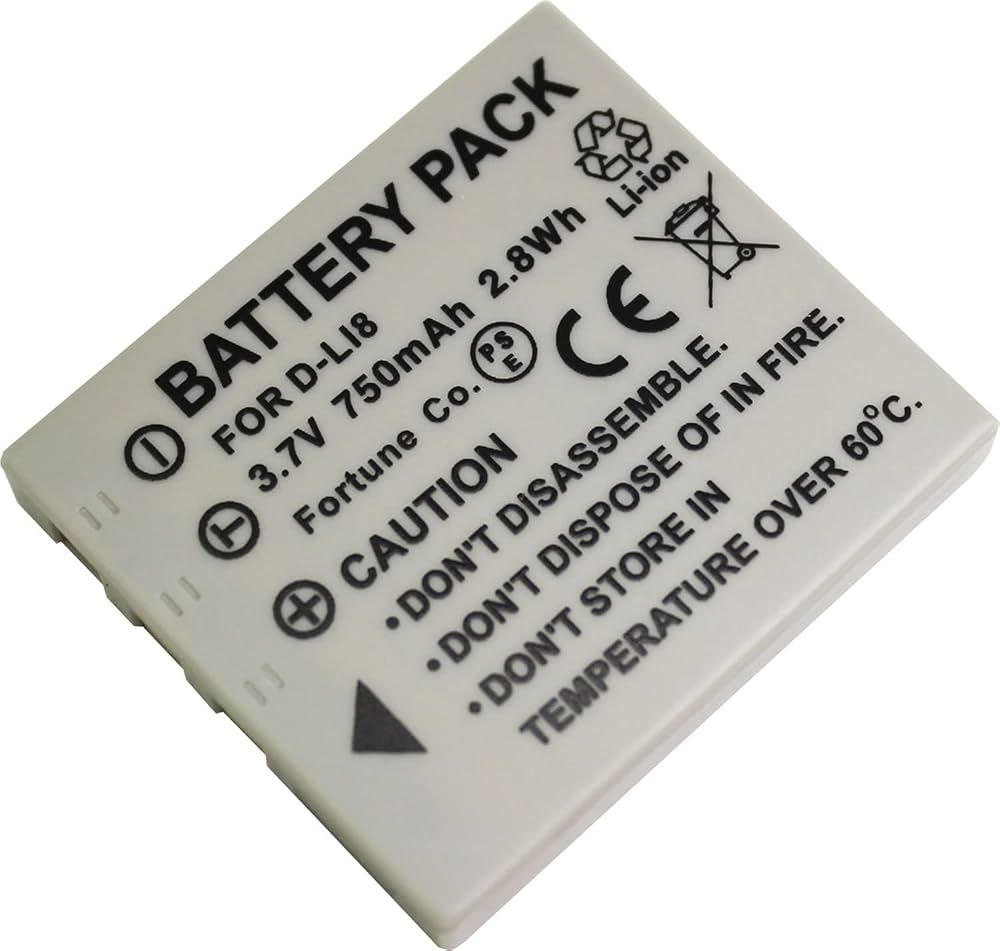 BATTERY PACK
FOR D-LI8
3.7V 750mAh 2.8Wh
Fortune Co. PSE
Li-ion
CE
CAUTION
• DON'T DiSASSEMBLE.
• DON'T DISPOSE OF IN FIRE.
• DON'T STORE IN
TEMPERATURE OVER 60°C.
− T +